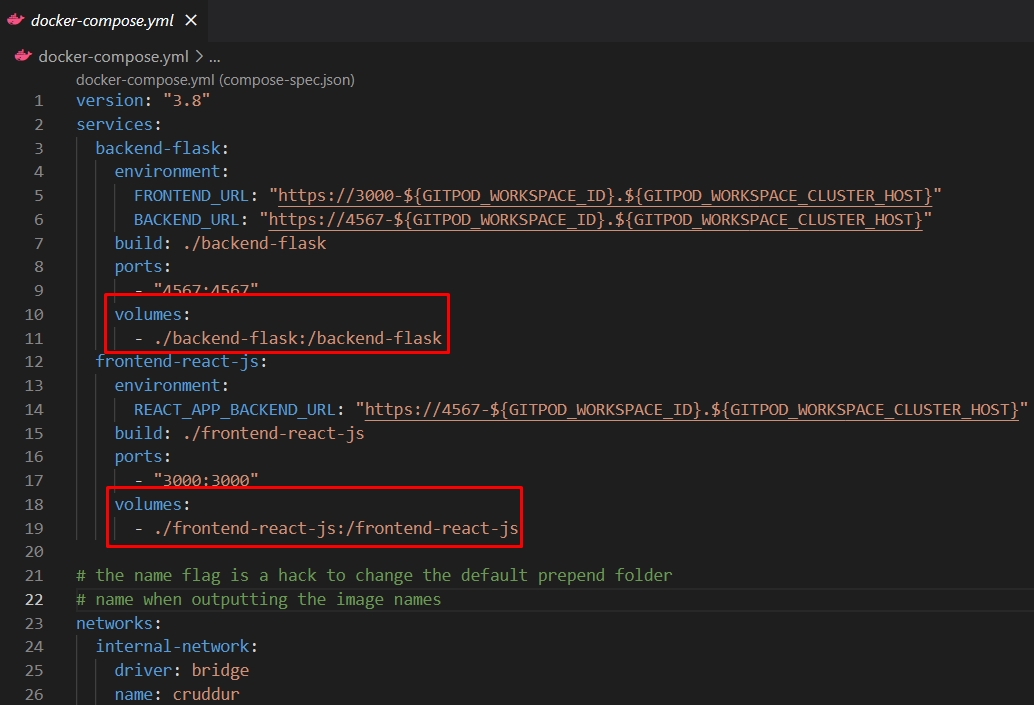 docker-compose.yml ×
docker-compose.yml > ...
docker-compose.yml (compose-spec.json)
1 version: "3.8"
2 services:
3 backend-flask:
4 environment:
5 FRONTEND_URL: "https://3000-${GITPOD_WORKSPACE_ID}.${GITPOD_WORKSPACE_CLUSTER_HOST}"
6 BACKEND_URL: "https://4567-${GITPOD_WORKSPACE_ID}.${GITPOD_WORKSPACE_CLUSTER_HOST}"
7 build: ./backend-flask
8 ports:
9 - "4567:4567"
10 volumes:
11 - ./backend-flask:/backend-flask
12 frontend-react-js:
13 environment:
14 REACT_APP_BACKEND_URL: "https://4567-${GITPOD_WORKSPACE_ID}.${GITPOD_WORKSPACE_CLUSTER_HOST}"
15 build: ./frontend-react-js
16 ports:
17 - "3000:3000"
18 volumes:
19 - ./frontend-react-js:/frontend-react-js
20
21 # the name flag is a hack to change the default prepend folder
22 # name when outputting the image names
23 networks:
24 internal-network:
25 driver: bridge
26 name: cruddur